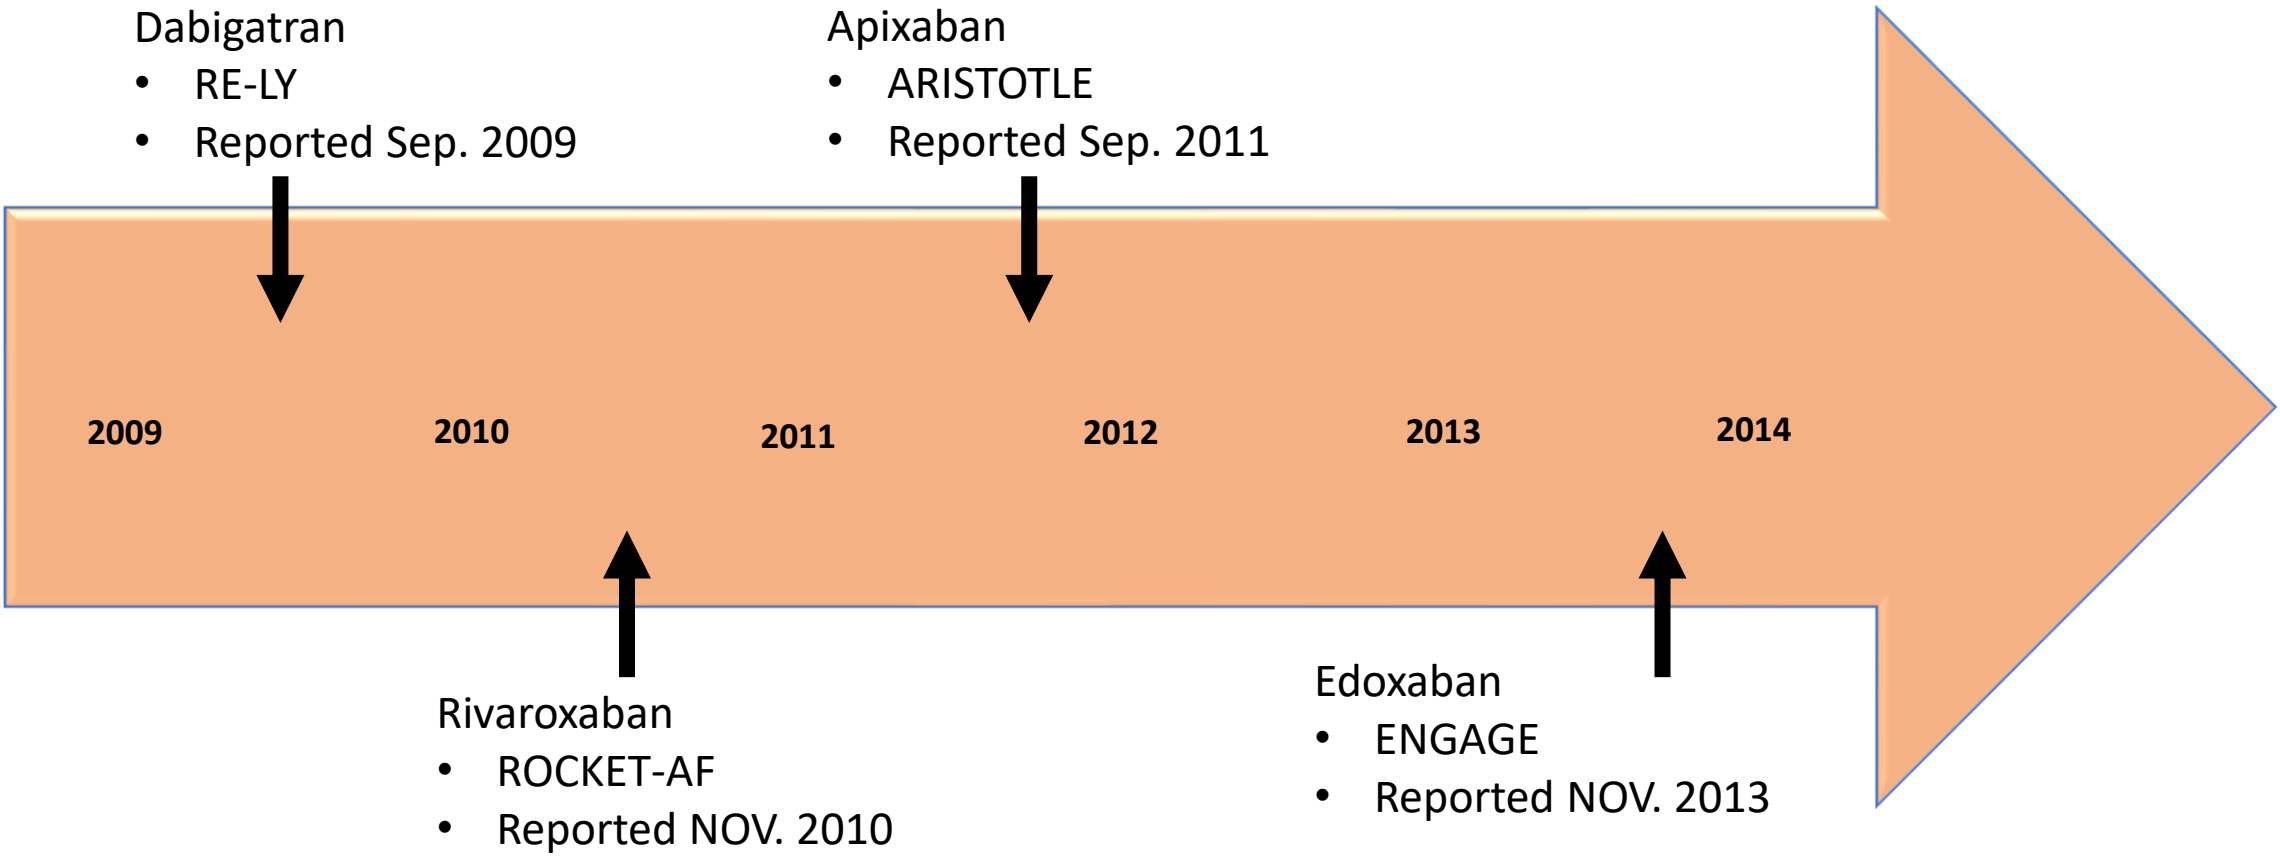 Dabigatran
• RE-LY
• Reported Sep. 2009
Apixaban
• ARISTOTLE
• Reported Sep. 2011
2009
2010
2011
2012
2013
2014
Rivaroxaban
• ROCKET-AF
• Reported NOV. 2010
Edoxaban
• ENGAGE
• Reported NOV. 2013